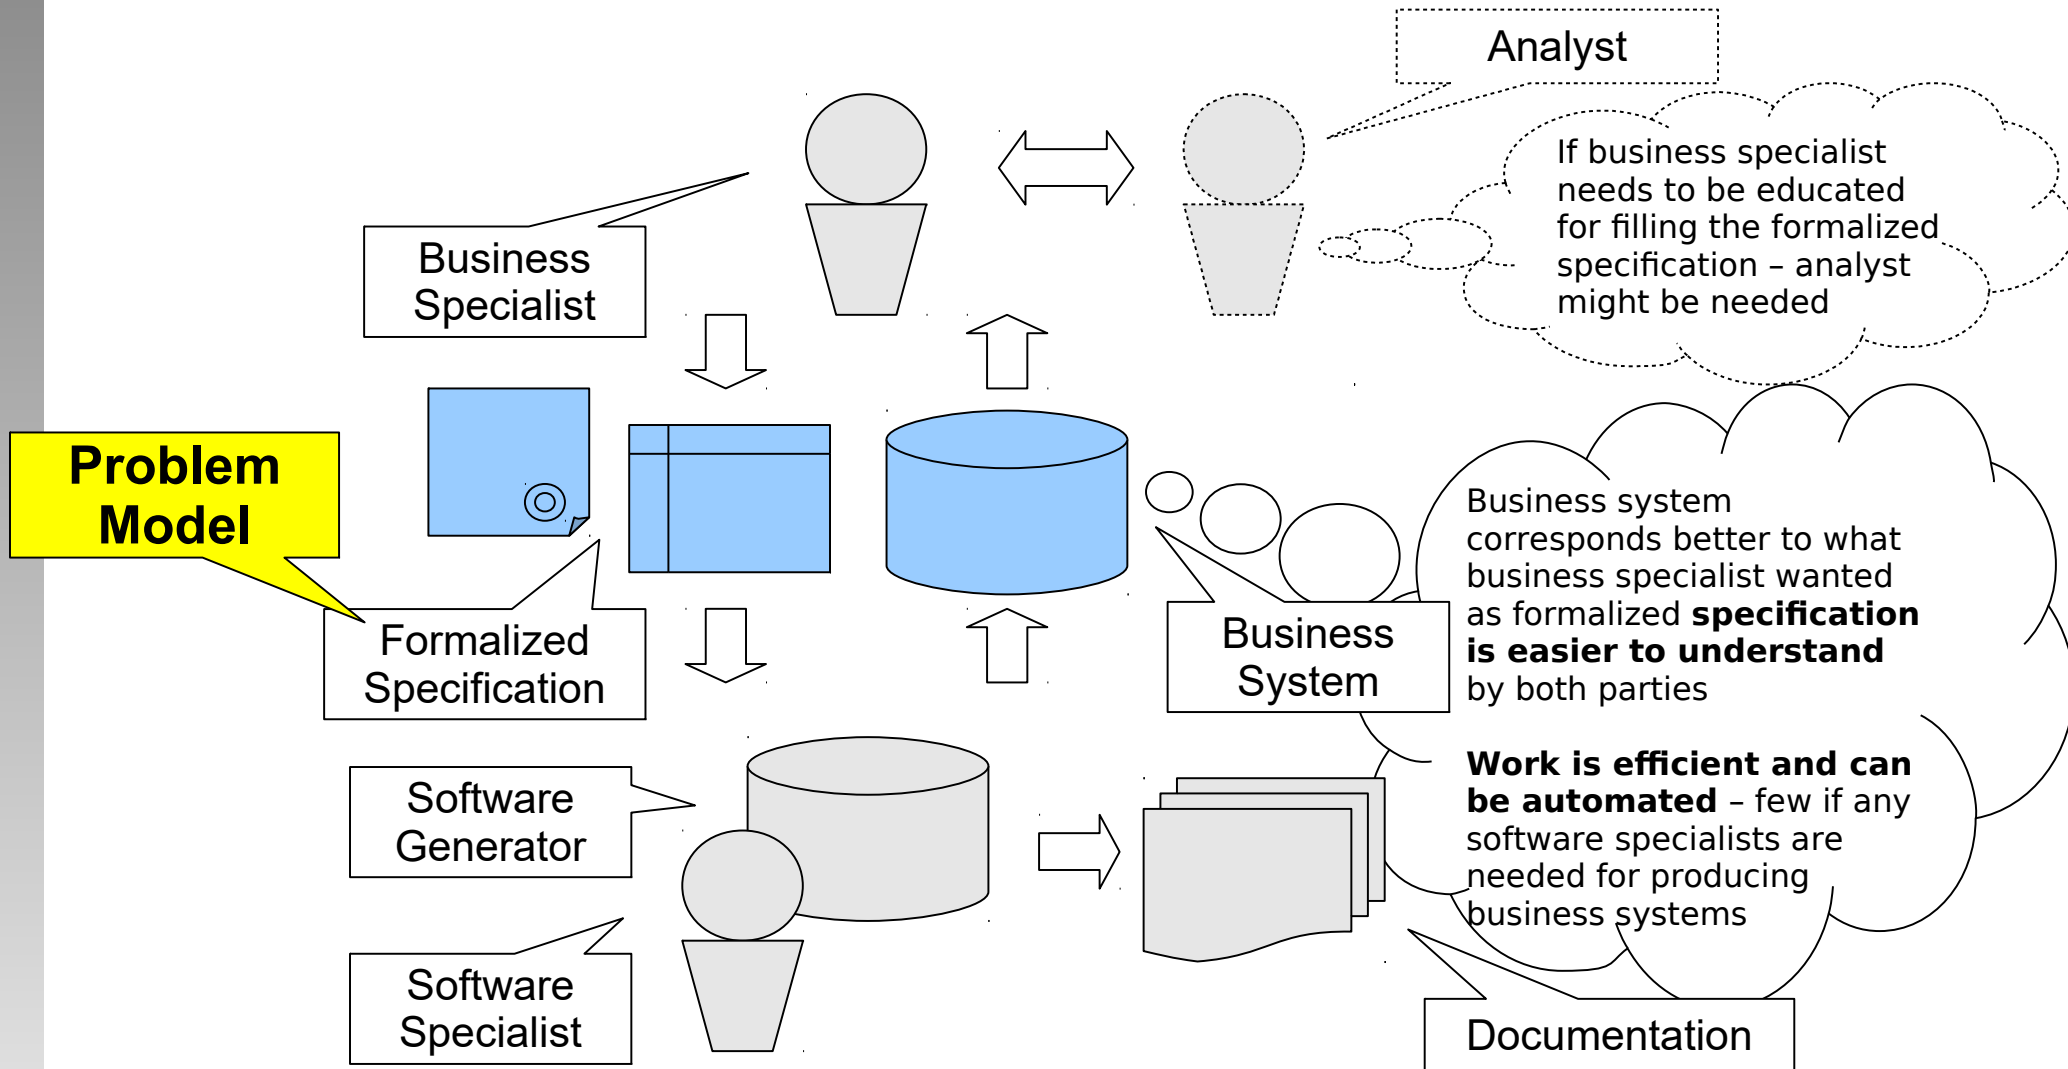 Analyst
If business specialist
needs to be educated
for filling the formalized
specification – analyst
might be needed
Business
Specialist
Problem
Model
Formalized
Specification
Business
System
Business system
corresponds better to what
business specialist wanted
as formalized specification
is easier to understand
by both parties
Work is efficient and can
be automated – few if any
software specialists are
needed for producing
business systems
Software
Generator
Software
Specialist
Documentation